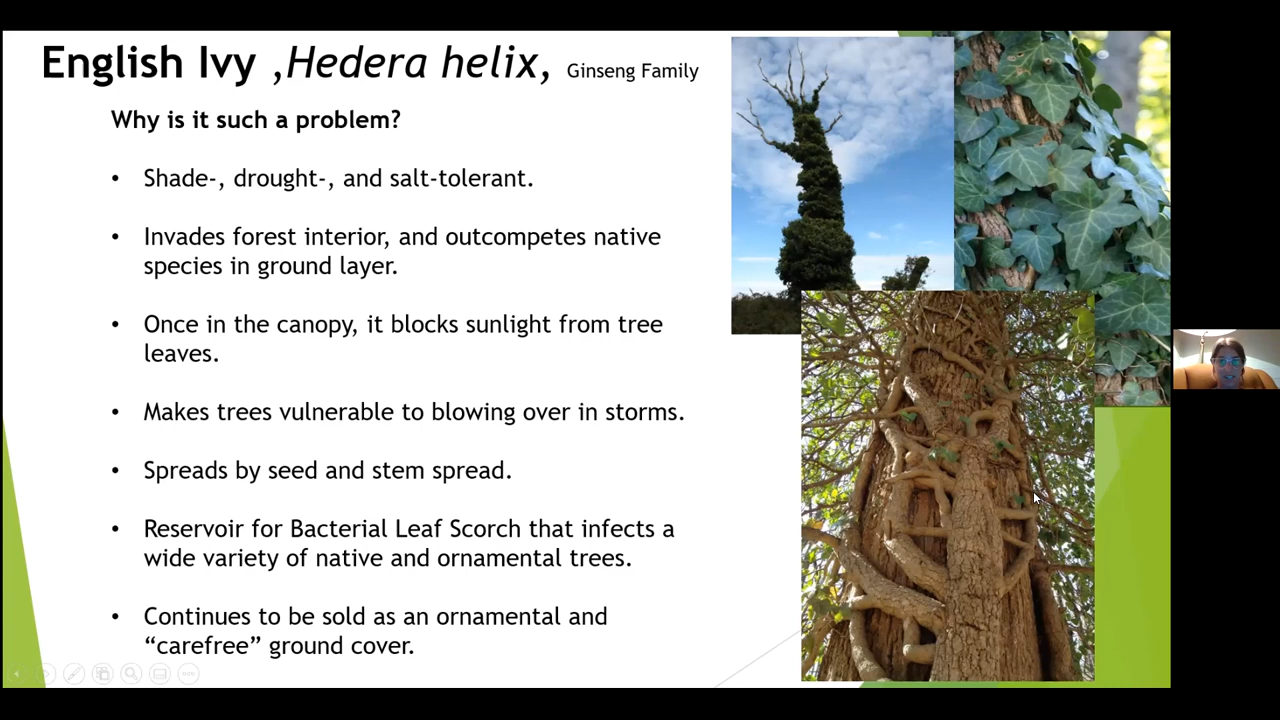 English Ivy ,Hedera helix, Ginseng Family
Why is it such a problem?
• Shade-, drought-, and salt-tolerant.
• Invades forest interior, and outcompetes native
species in ground layer.
• Once in the canopy, it blocks sunlight from tree
leaves.
• Makes trees vulnerable to blowing over in storms.
• Spreads by seed and stem spread.
• Reservoir for Bacterial Leaf Scorch that infects a
wide variety of native and ornamental trees.
• Continues to be sold as an ornamental and
“carefree” ground cover.